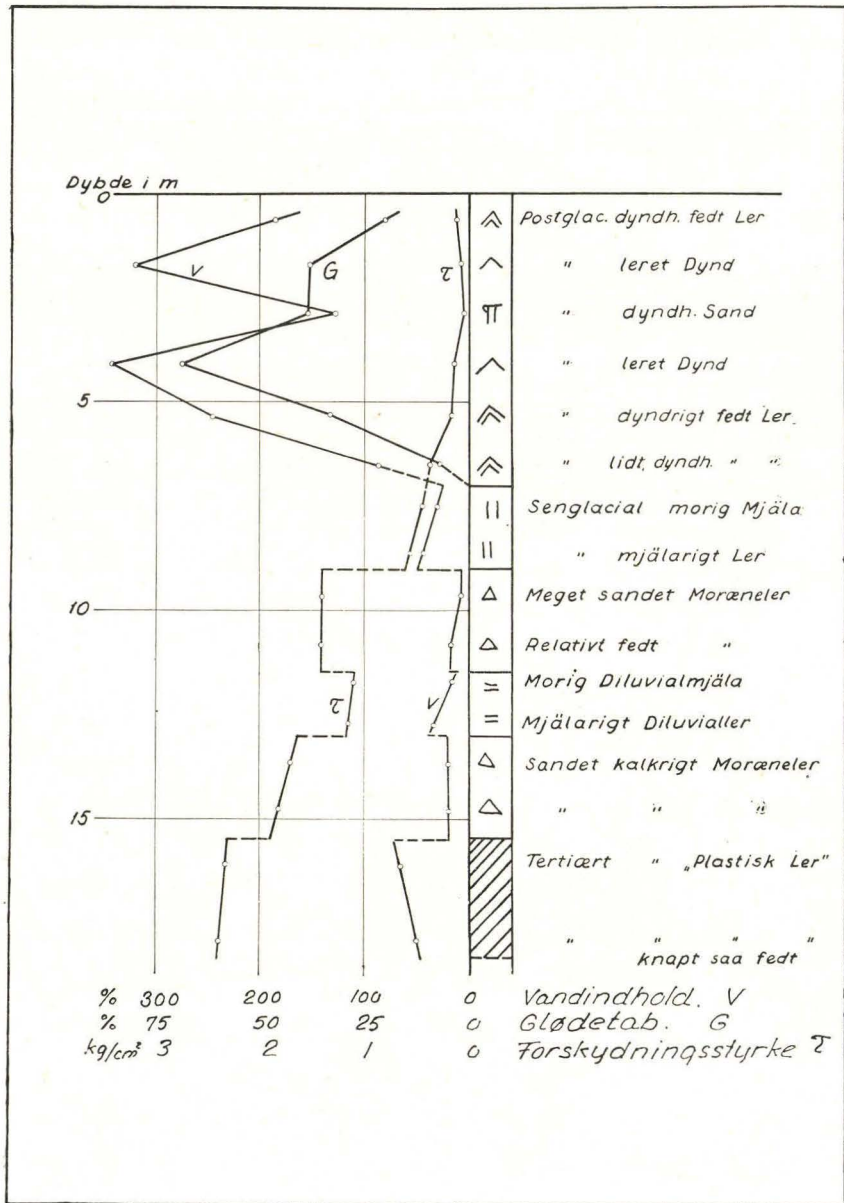 Dybde i m
0
Postglac. dyndh. fedt Ler
V
G
τ
" leret Dynd
" dyndh. Sand
" leret Dynd
5
" dyndrigt fedt Ler
" lidt dyndh. " "
Senglacial morig Mjäla
" mjälarigt Ler
Meget sandet Moræneler
10
Relativt fedt "
Morig Diluvialmjäla
τ
V
Mjälarigt Diluvialler
Sandet kalkrigt Moræneler
15
" " "
Tertiært " „Plastisk Ler"
" " " "
knapt saa fedt
% 300 200 100 0 Vandindhold. V
% 75 50 25 0 Glødetab. G
kg/cm² 3 2 1 0 Forskydningsstyrke τ